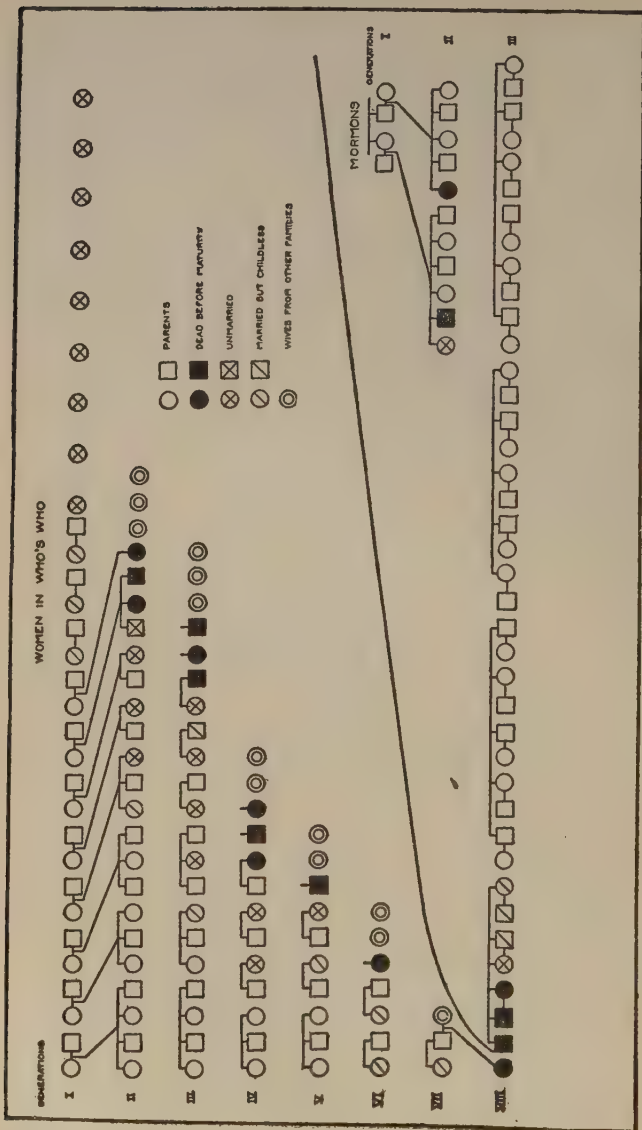 WOMEN IN WHO'S WHO
GENERATIONS
I
II
III
IV
V
VI
VII
VIII
PARENTS
DEAD BEFORE MATURITY
UNMARRIED
MARRIED BUT CHILDLESS
WIVES FROM OTHER FAMILIES
MORMONS
GENERATIONS
I
II
III